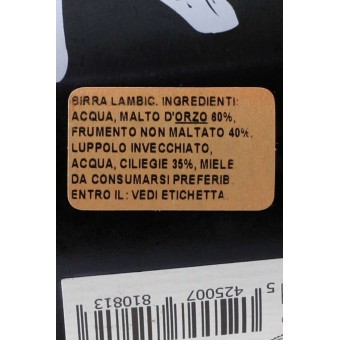 BIRRA LAMBIC. INGREDIENTI:
ACQUA, MALTO D'ORZO 60%,
FRUMENTO NON MALTATO 40%,
LUPPOLO INVECCHIATO,
ACQUA, CILIEGIE 35%, MIELE
DA CONSUMARSI PREFERIB.
ENTRO IL: VEDI ETICHETTA
5 425007 810813